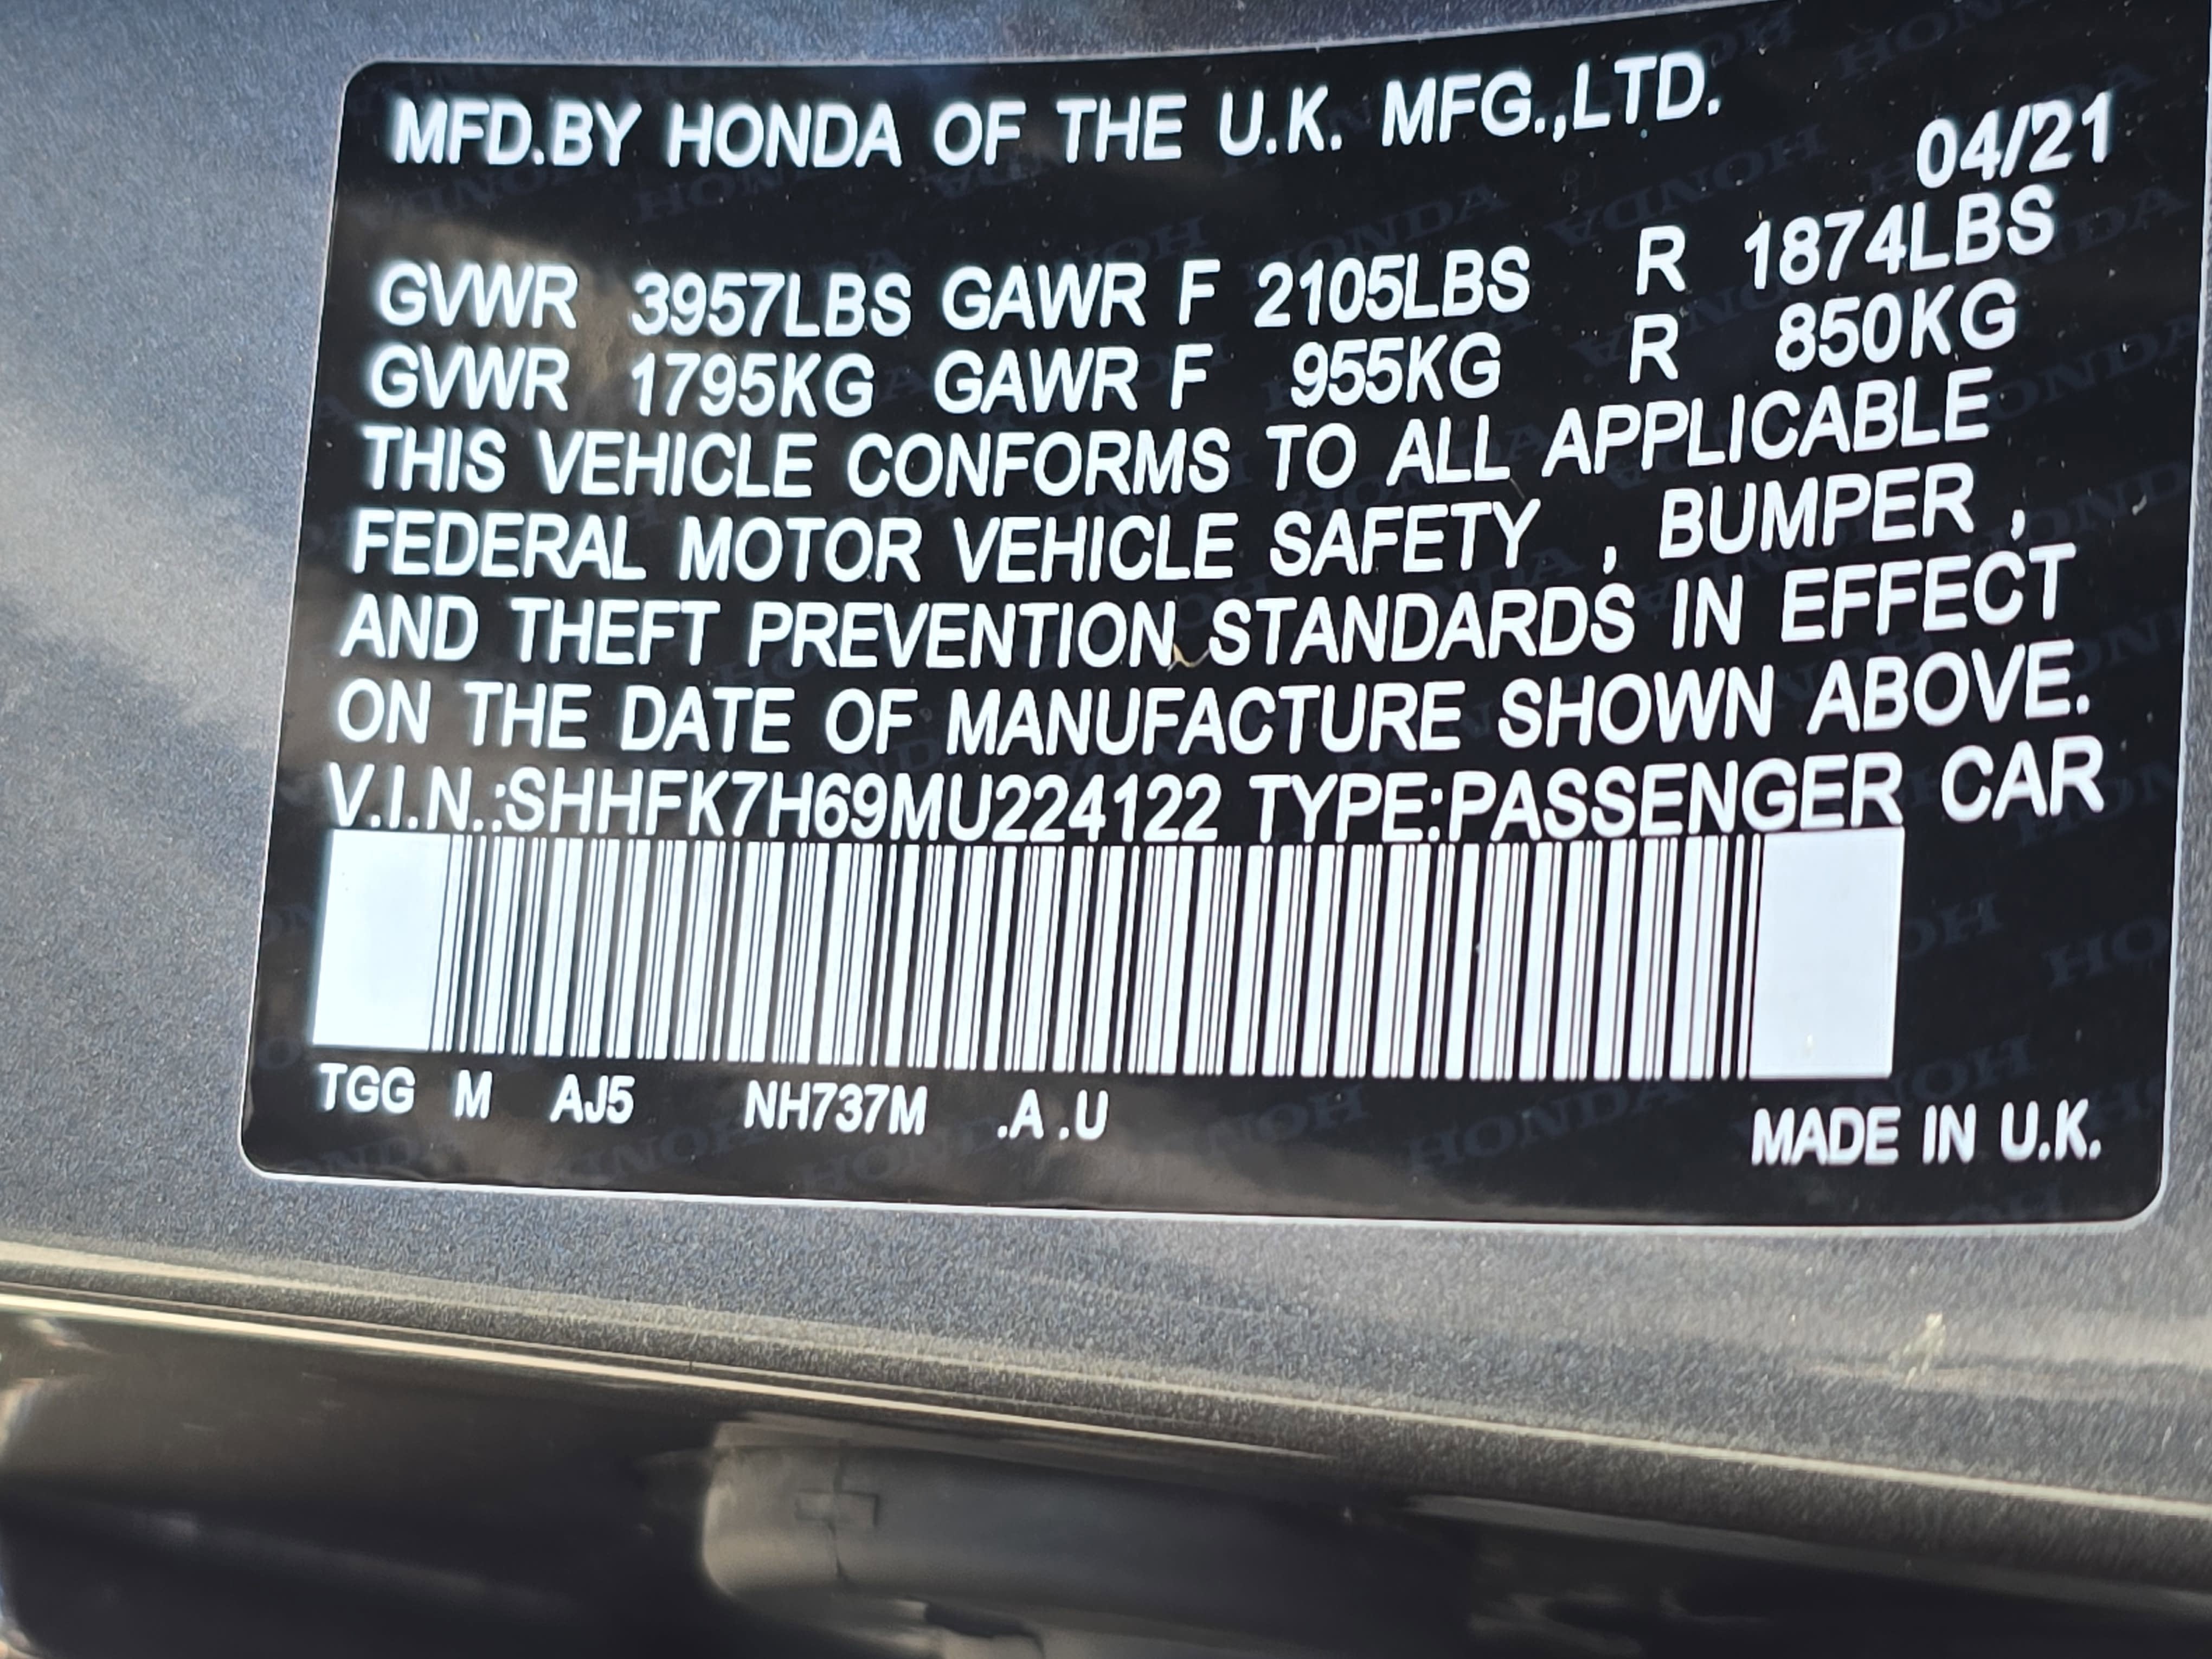 MFD.BY HONDA OF THE U.K. MFG.,LTD.
04/21
GVWR 3957LBS GAWR F 2105LBS R 1874LBS
GVWR 1795KG GAWR F 955KG R 850KG
THIS VEHICLE CONFORMS TO ALL APPLICABLE
FEDERAL MOTOR VEHICLE SAFETY , BUMPER ,
AND THEFT PREVENTION STANDARDS IN EFFECT
ON THE DATE OF MANUFACTURE SHOWN ABOVE.
V.I.N.:SHHFK7H69MU224122 TYPE:PASSENGER CAR
TGG M AJ5 NH737M .A .U
MADE IN U.K.